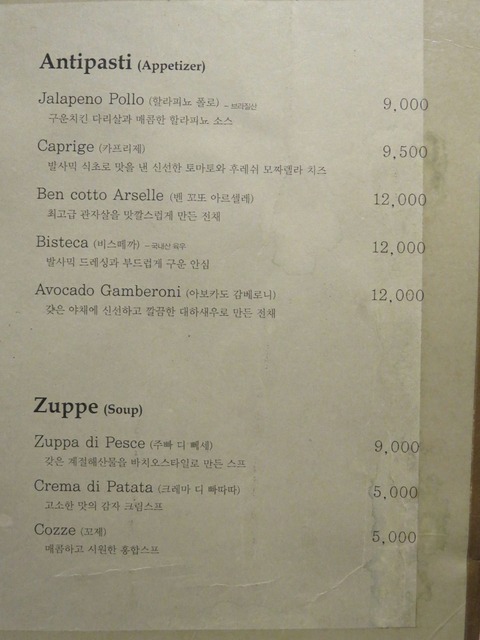 Antipasti (Appetizer)
Jalapeno Pollo (할라피뇨 폴로) - 브라질산 9,000
구운치킨 다리살과 매콤한 할라피뇨 소스
Caprige (카프리제) 9,500
발사믹 식초로 맛을 낸 신선한 토마토와 후레쉬 모짜렐라 치즈
Ben cotto Arselle (벤 꼬또 아르셀레) 12,000
최고급 관자살을 맛깔스럽게 만든 전채
Bisteca (비스떼까) - 국내산 육우 12,000
발사믹 드레싱과 부드럽게 구운 안심
Avocado Gamberoni (아보카도 감베로니) 12,000
갖은 야채에 신선하고 깔끔한 대하새우로 만든 전채
Zuppe (Soup)
Zuppa di Pesce (주빠 디 뻬세) 9,000
갖은 계절해산물을 바치오스타일로 만든 스프
Crema di Patata (크레마 디 빠따따) 5,000
고소한 맛의 감자 크림스프
Cozze (꼬제) 5,000
매콤하고 시원한 홍합스프